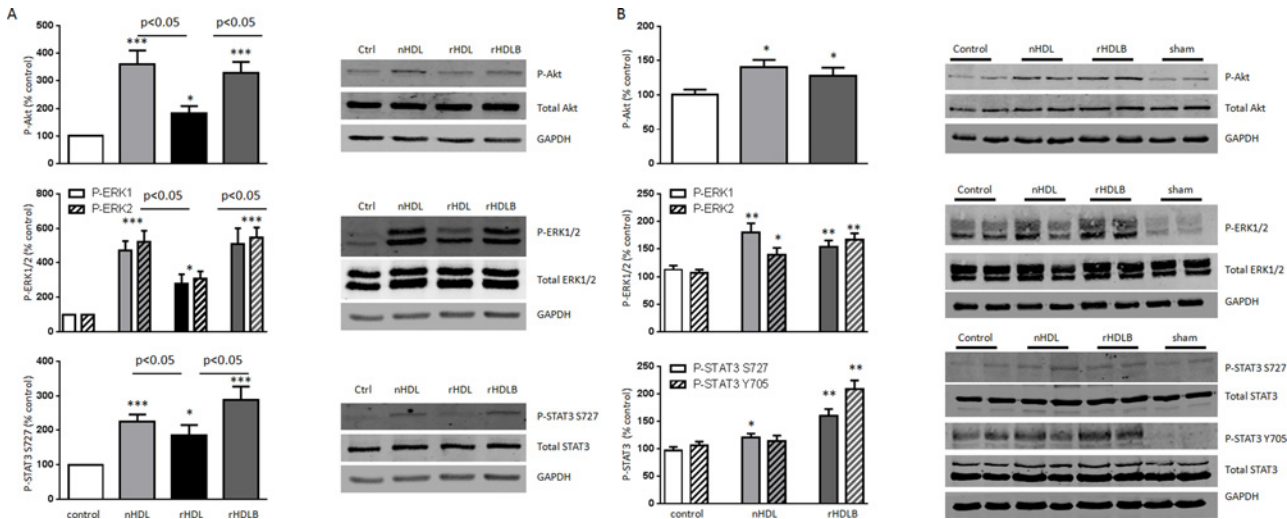 A
P-Akt (% control)
500
400
300
200
100
0
p<0.05
p<0.05
***
*
***
Ctrl nHDL rHDL rHDLB
P-Akt
Total Akt
GAPDH
P-ERK1/2 (% control)
800
600
400
200
0
P-ERK1
P-ERK2
p<0.05
p<0.05
***
*
***
Ctrl nHDL rHDL rHDLB
P-ERK1/2
Total ERK1/2
GAPDH
P-STAT3 S727 (% control)
400
300
200
100
0
p<0.05
p<0.05
***
*
***
control nHDL rHDL rHDLB
Ctrl nHDL rHDL rHDLB
P-STAT3 S727
Total STAT3
GAPDH
B
P-Akt (% control)
200
150
100
50
0
*
*
Control nHDL rHDLB sham
P-Akt
Total Akt
GAPDH
P-ERK1/2 (% control)
250
200
150
100
50
0
P-ERK1
P-ERK2
**
*
**
**
Control nHDL rHDLB sham
P-ERK1/2
Total ERK1/2
GAPDH
P-STAT3 (% control)
250
200
150
100
50
0
P-STAT3 S727
P-STAT3 Y705
*
**
**
control nHDL rHDLB
Control nHDL rHDLB sham
P-STAT3 S727
Total STAT3
P-STAT3 Y705
Total STAT3
GAPDH